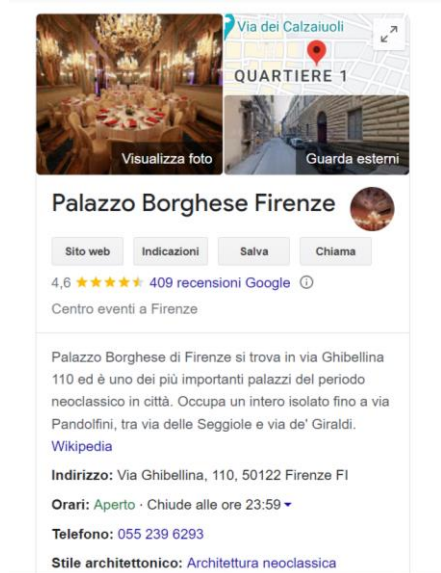 Via dei Calzaiuoli
QUARTIERE 1
Visualizza foto
Guarda esterni
Palazzo Borghese Firenze
Sito web
Indicazioni
Salva
Chiama
4,6 409 recensioni Google
Centro eventi a Firenze
Palazzo Borghese di Firenze si trova in via Ghibellina
110 ed è uno dei più importanti palazzi del periodo
neoclassico in città. Occupa un intero isolato fino a via
Pandolfini, tra via delle Seggiole e via de' Giraldi.
Wikipedia
Indirizzo: Via Ghibellina, 110, 50122 Firenze FI
Orari: Aperto · Chiude alle ore 23:59
Telefono: 055 239 6293
Stile architettonico: Architettura neoclassica